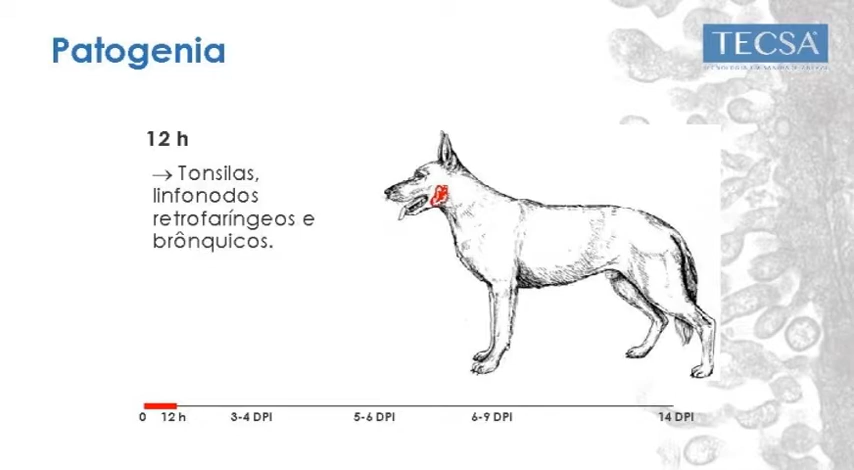 Patogenia
TECSA
12 h
→ Tonsilas,
linfonodos
retrofaríngeos e
brônquicos.
0 12 h 3-4 DPI 5-6 DPI 6-9 DPI 14 DPI